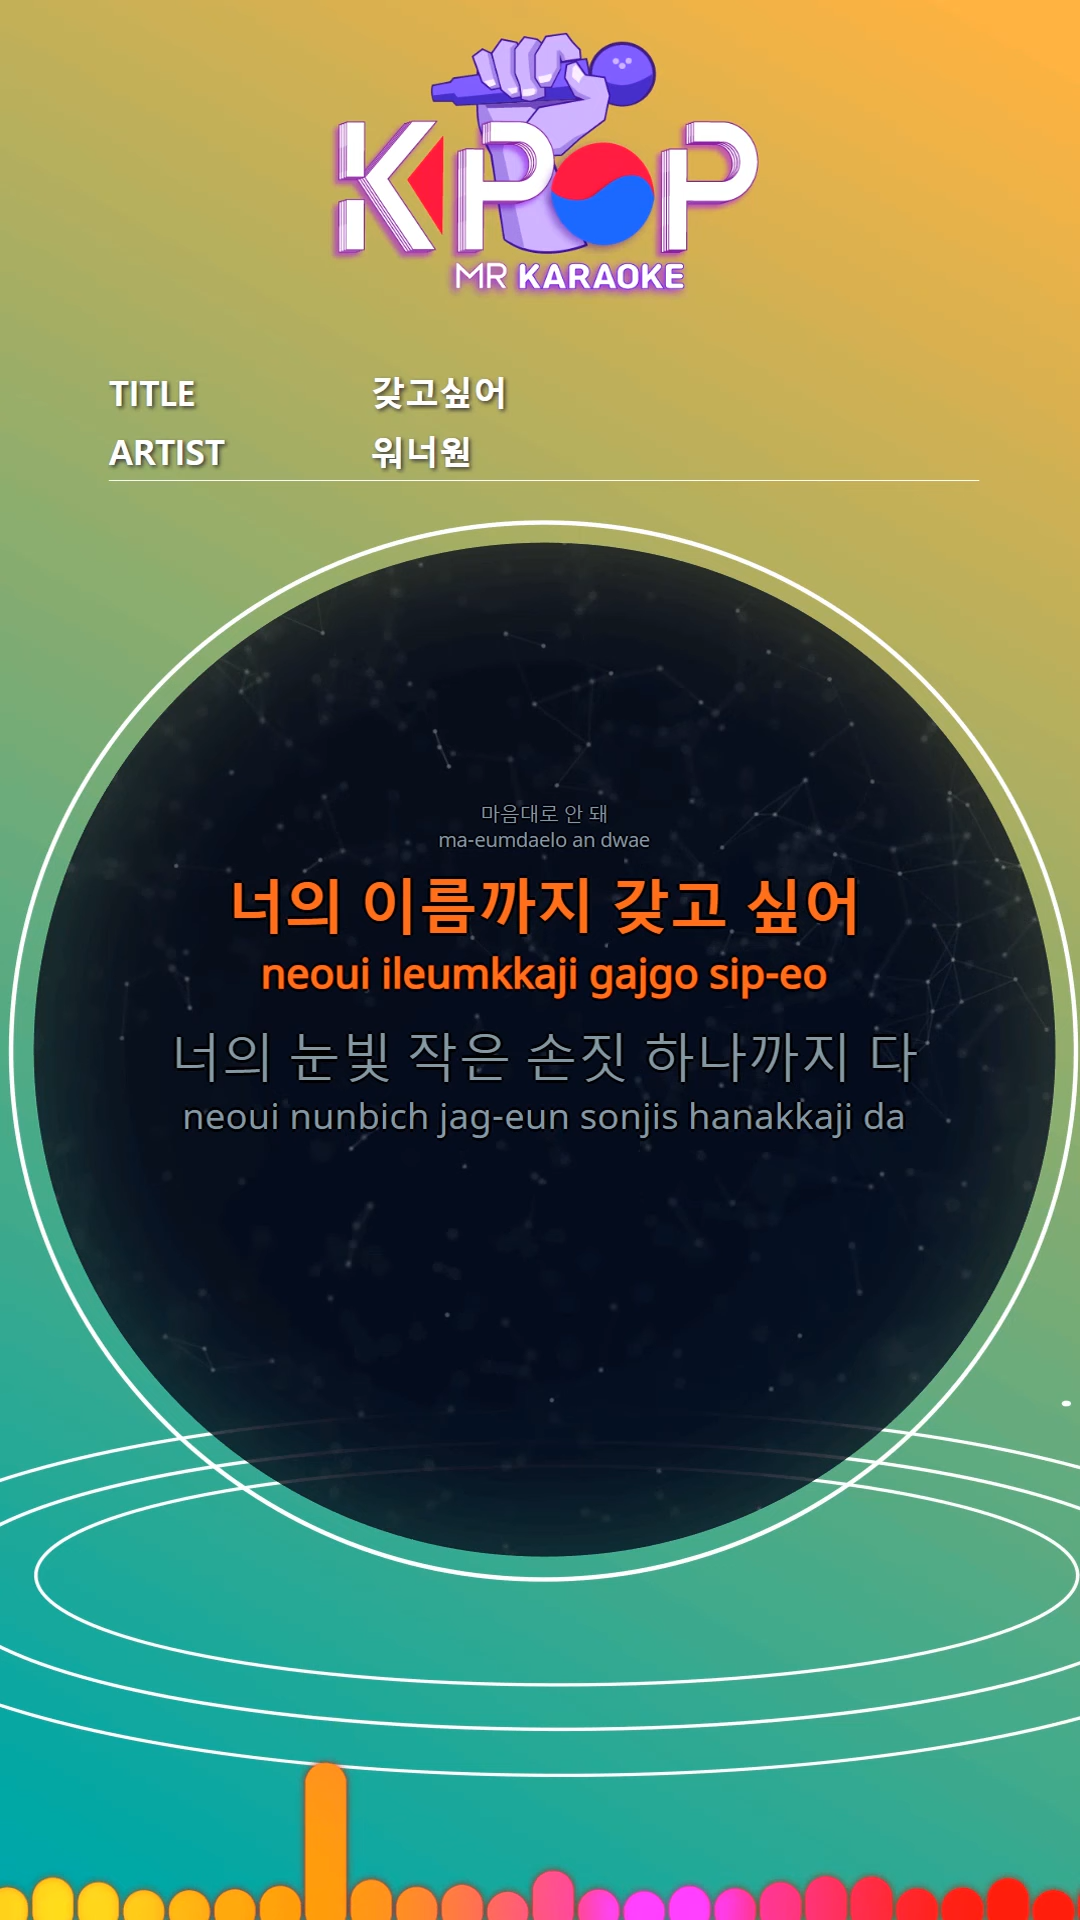 KPOP
MR KARAOKE
TITLE 갖고싶어
ARTIST 워너원
마음대로 안 돼
ma-eumdaelo an dwae
너의 이름까지 갖고 싶어
neoui ileumkkaji gajgo sip-eo
너의 눈빛 작은 손짓 하나까지 다
neoui nunbich jag-eun sonjis hanakkaji da